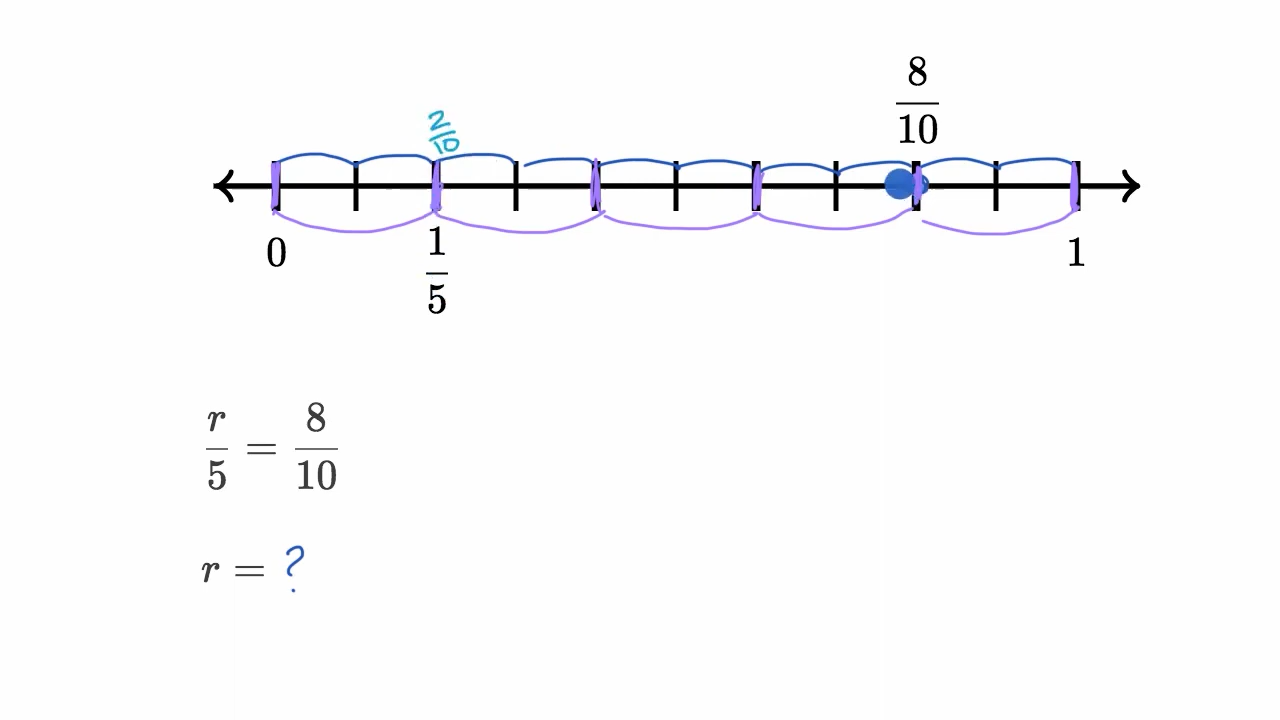 8/10
2/10
0 1/5 1
r/5 = 8/10
r = ?